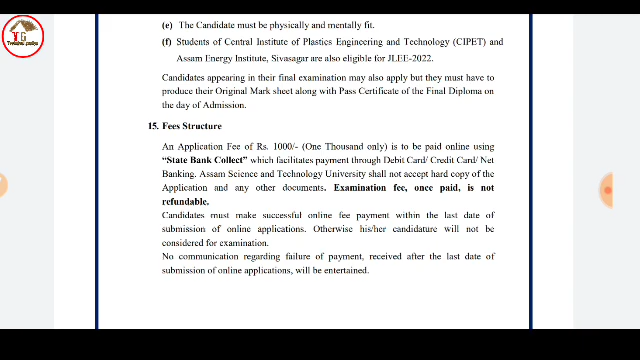 (e) The Candidate must be physically and mentally fit.
(f) Students of Central Institute of Plastics Engineering and Technology (CIPET) and
Assam Energy Institute, Sivasagar are also eligible for JLEE-2022.
Candidates appearing in their final examination may also apply but they must have to
produce their Original Mark sheet along with Pass Certificate of the Final Diploma on
the day of Admission.
15. Fees Structure
An Application Fee of Rs. 1000/- (One Thousand only) is to be paid online using
“State Bank Collect” which facilitates payment through Debit Card/ Credit Card/ Net
Banking. Assam Science and Technology University shall not accept hard copy of the
Application and any other documents. Examination fee, once paid, is not
refundable.
Candidates must make successful online fee payment within the last date of
submission of online applications. Otherwise his/her candidature will not be
considered for examination.
No communication regarding failure of payment, received after the last date of
submission of online applications, will be entertained.